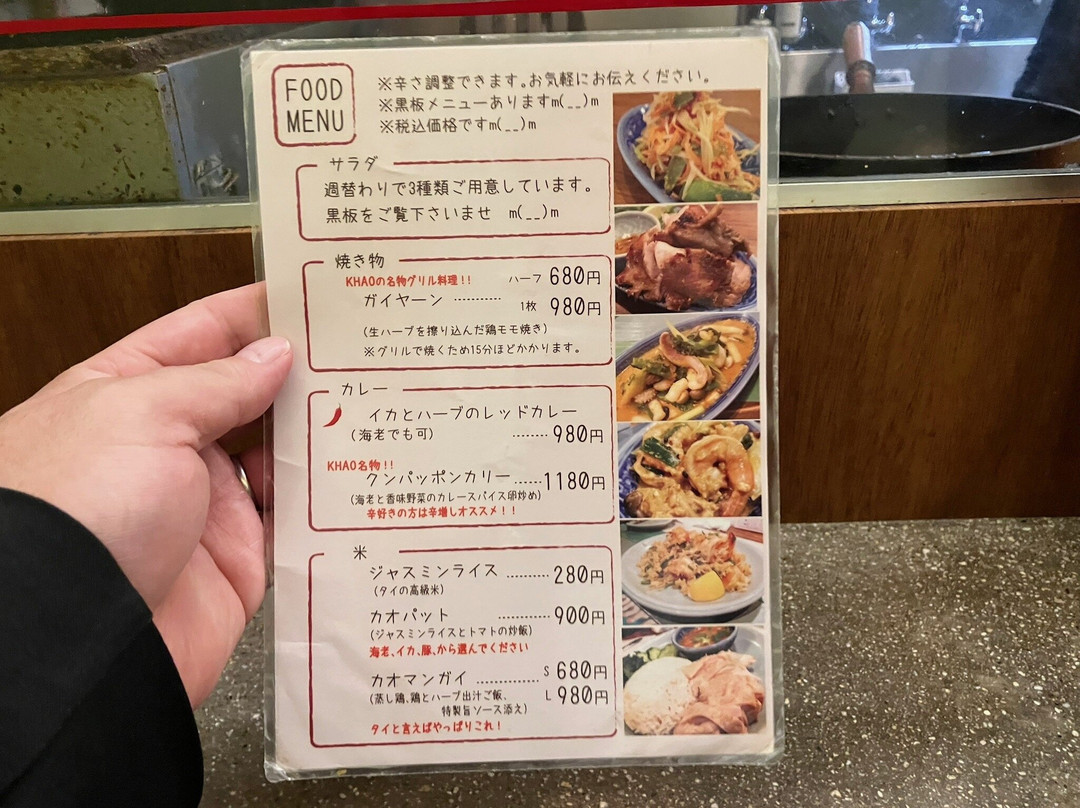 FOOD
MENU
※辛さ調整できます。お気軽にお伝えください。
※黒板メニューありますm(__)m
※税込価格ですm(__)m
サラダ
週替わりで3種類ご用意しています。
黒板をご覧下さいませ m(__)m
焼き物
KHAOの名物グリル料理!!
ハーフ 680円
ガイヤーン ………… 1枚 980円
(生ハーブを擦り込んだ鶏モモ焼き)
※グリルで焼くため15分ほどかかります。
カレー
イカとハーブのレッドカレー
(海老でも可) ……… 980円
KHAO名物!!
クンパッポンカリー ……1180円
(海老と香味野菜のカレースパイス卵炒め)
辛好きの方は辛増しオススメ!!
米
ジャスミンライス ……… 280円
(タイの高級米)
カオパット ………… 900円
(ジャスミンライスとトマトの炒飯)
海老、イカ、豚、から選んでください
カオマンガイ ………… S 680円
(蒸し鶏、鶏とハーブ出汁ご飯、 L 980円
特製旨ソース添え)
タイと言えばやっぱりこれ!